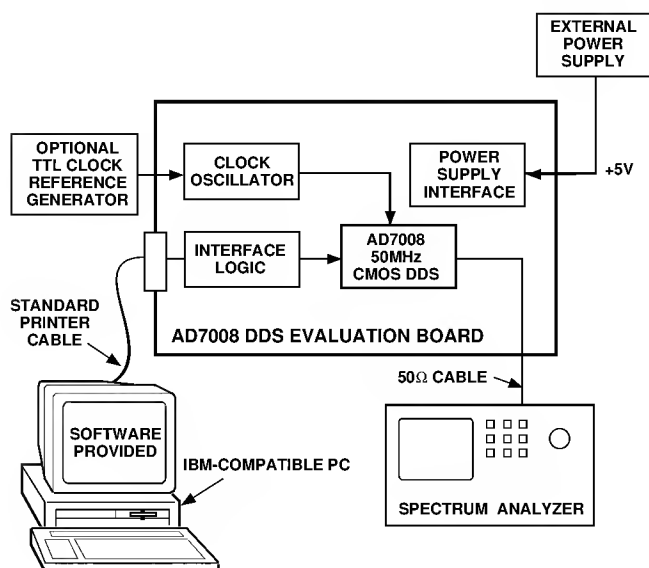 EXTERNAL
POWER
SUPPLY
OPTIONAL
TTL CLOCK
REFERENCE
GENERATOR
CLOCK
OSCILLATOR
POWER
SUPPLY
INTERFACE
+5V
INTERFACE
LOGIC
AD7008
50MHz
CMOS DDS
STANDARD
PRINTER
CABLE
AD7008 DDS EVALUATION BOARD
50Ω CABLE
SOFTWARE
PROVIDED
IBM-COMPATIBLE PC
SPECTRUM ANALYZER